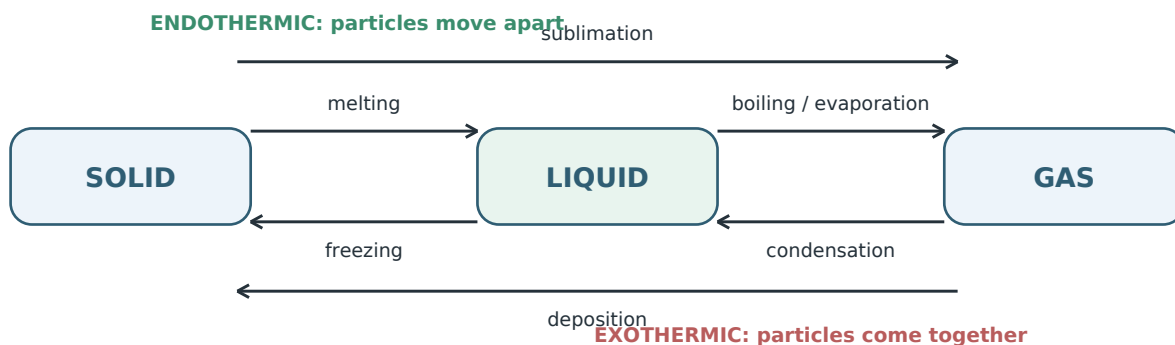 ENDOTHERMIC: particles move apart
sublimation
melting
boiling / evaporation
SOLID
LIQUID
GAS
freezing
condensation
deposition
EXOTHERMIC: particles come together